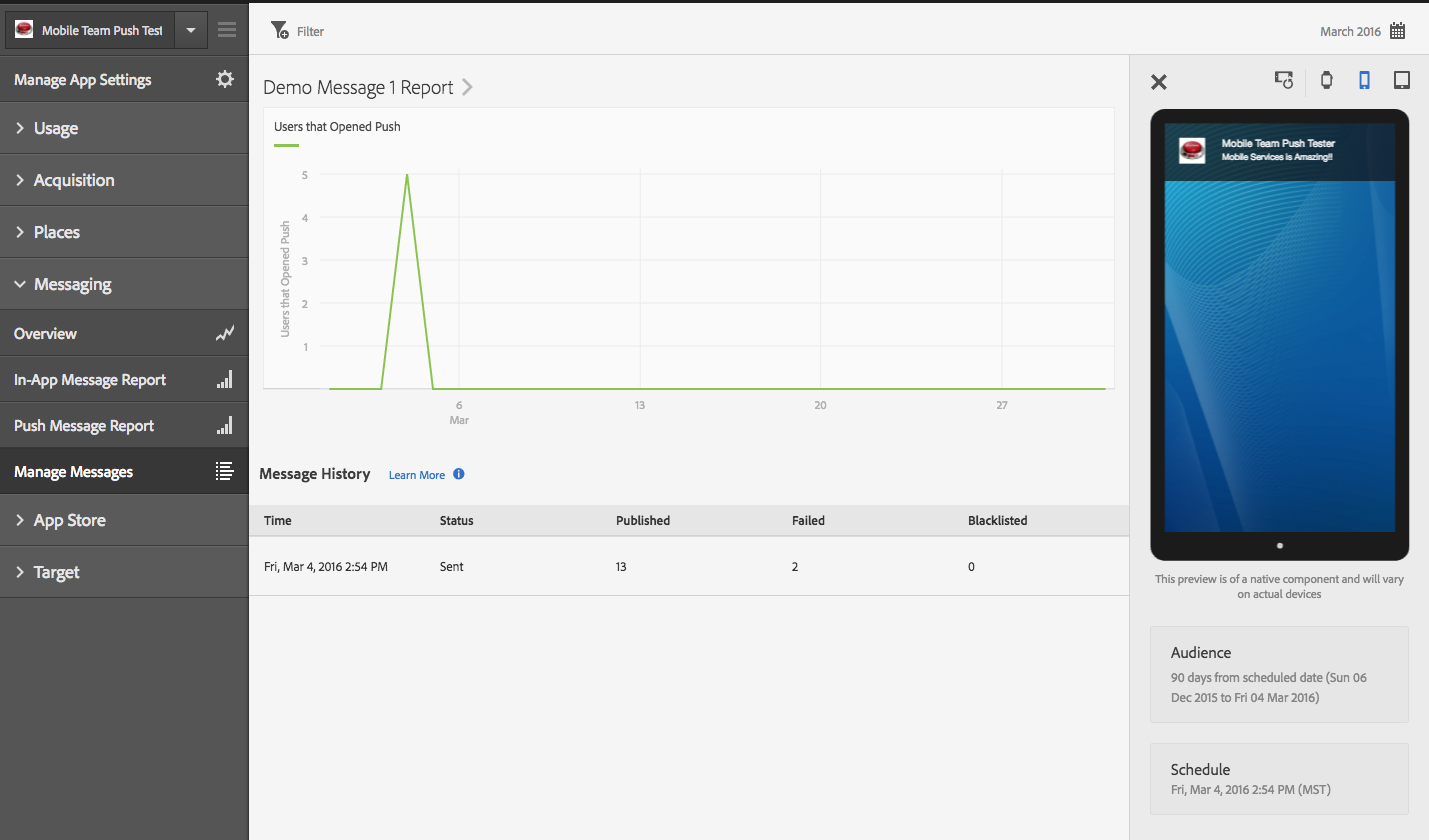 Mobile Team Push Test
Manage App Settings
Usage
Acquisition
Places
Messaging
Overview
In-App Message Report
Push Message Report
Manage Messages
App Store
Target
Filter
March 2016
Demo Message 1 Report
Users that Opened Push
Users that Opened Push
5
4
3
2
1
6
Mar
13
20
27
Message History Learn More
Time Status Published Failed Blacklisted
Fri, Mar 4, 2016 2:54 PM Sent 13 2 0
Mobile Team Push Tester
Mobile Services is Amazing!!
This preview is of a native component and will vary
on actual devices
Audience
90 days from scheduled date (Sun 06
Dec 2015 to Fri 04 Mar 2016)
Schedule
Fri, Mar 4, 2016 2:54 PM (MST)